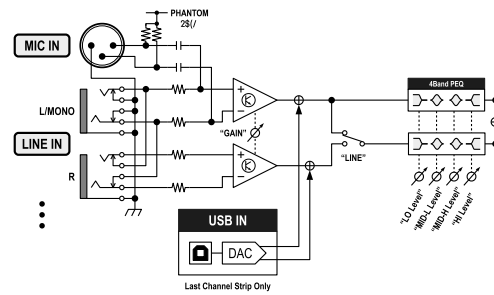 PHANTOM
2$(/
MIC IN
L/MONO
LINE IN
R
"GAIN"
"LINE"
4Band PEQ
"LO Level"
"MID-L Level"
"MID-H Level"
"HI Level"
USB IN
DAC
Last Channel Strip Only